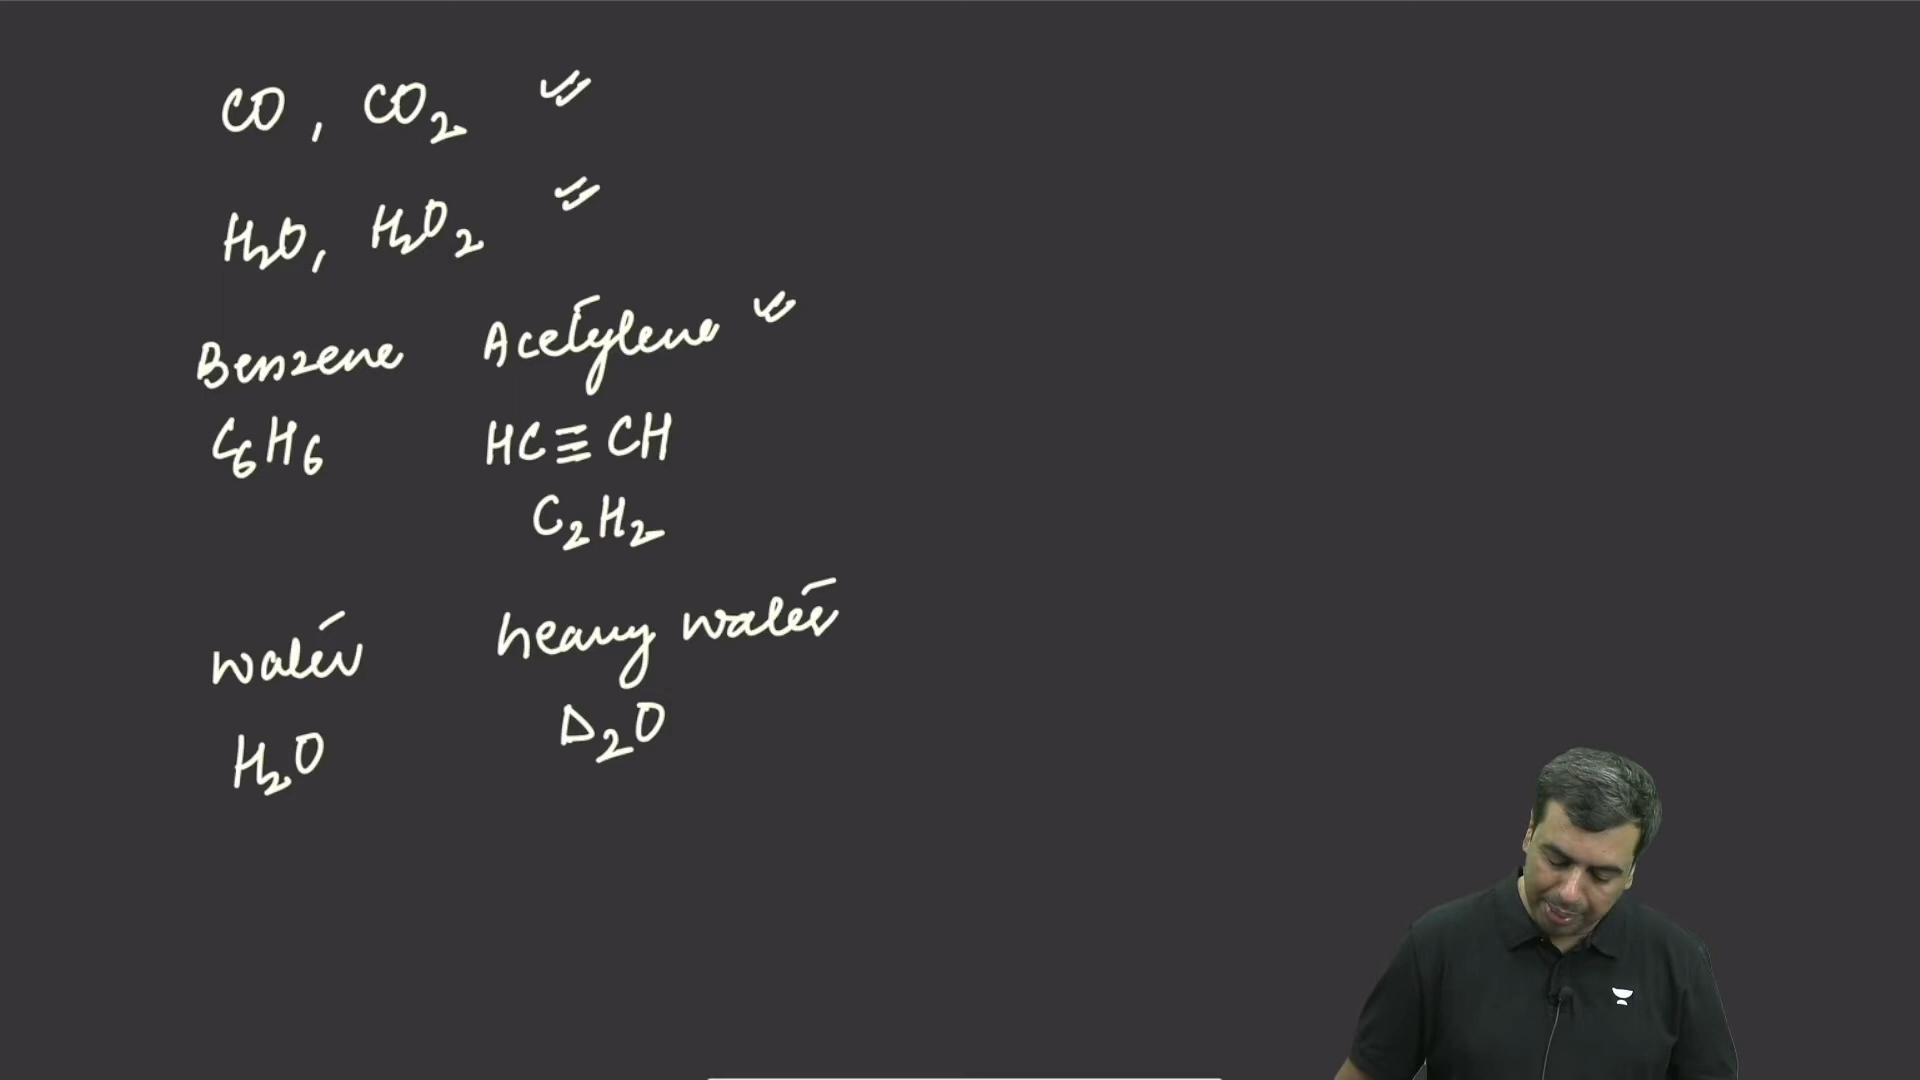 CO, CO2
H2O, H2O2
Benzene Acetylene
C6H6 HC≡CH
C2H2
water heavy water
H2O D2O